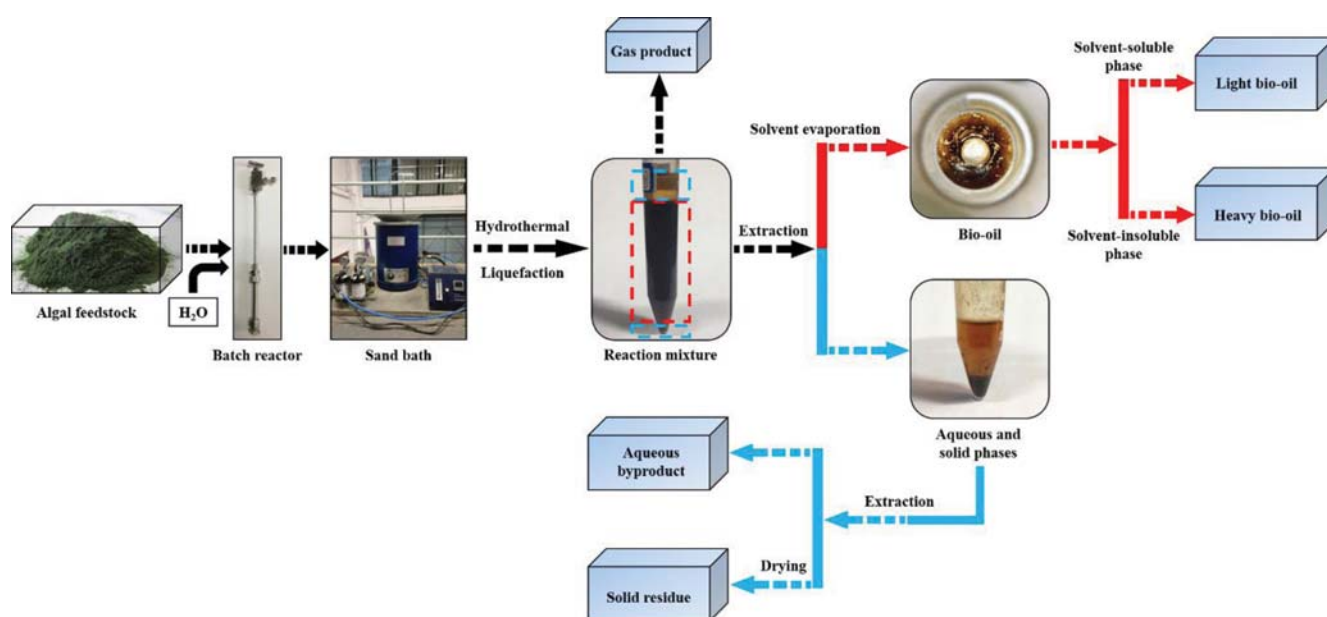 Gas product
Solvent-soluble
phase
Light bio-oil
Solvent evaporation
Hydrothermal
Liquefaction
Extraction
Bio-oil
Solvent-insoluble
phase
Heavy bio-oil
Algal feedstock
H₂O
Batch reactor
Sand bath
Reaction mixture
Aqueous and
solid phases
Aqueous
byproduct
Extraction
Drying
Solid residue